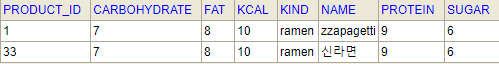 PRODUCT_ID CARBOHYDRATE FAT KCAL KIND NAME PROTEIN SUGAR
1 7 8 10 ramen zzapagetti 9 6
33 7 8 10 ramen 신라면 9 6